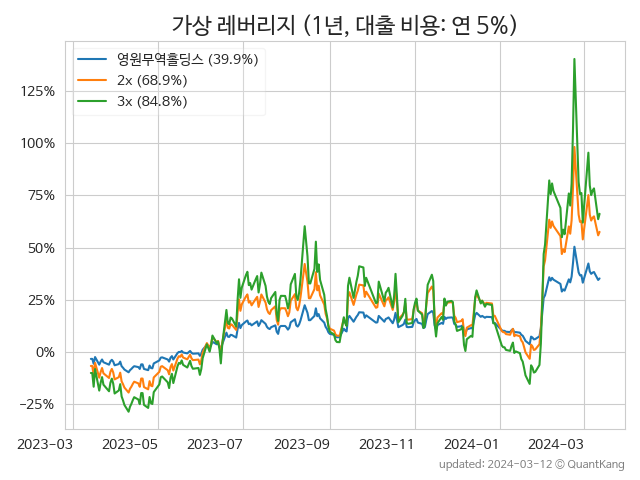 가상 레버리지 (1년, 대출 비용: 연 5%)
영원무역홀딩스 (39.9%)
2x (68.9%)
3x (84.8%)
125%
100%
75%
50%
25%
0%
−25%
2023-03 2023-05 2023-07 2023-09 2023-11 2024-01 2024-03
updated: 2024-03-12 © QuantKang